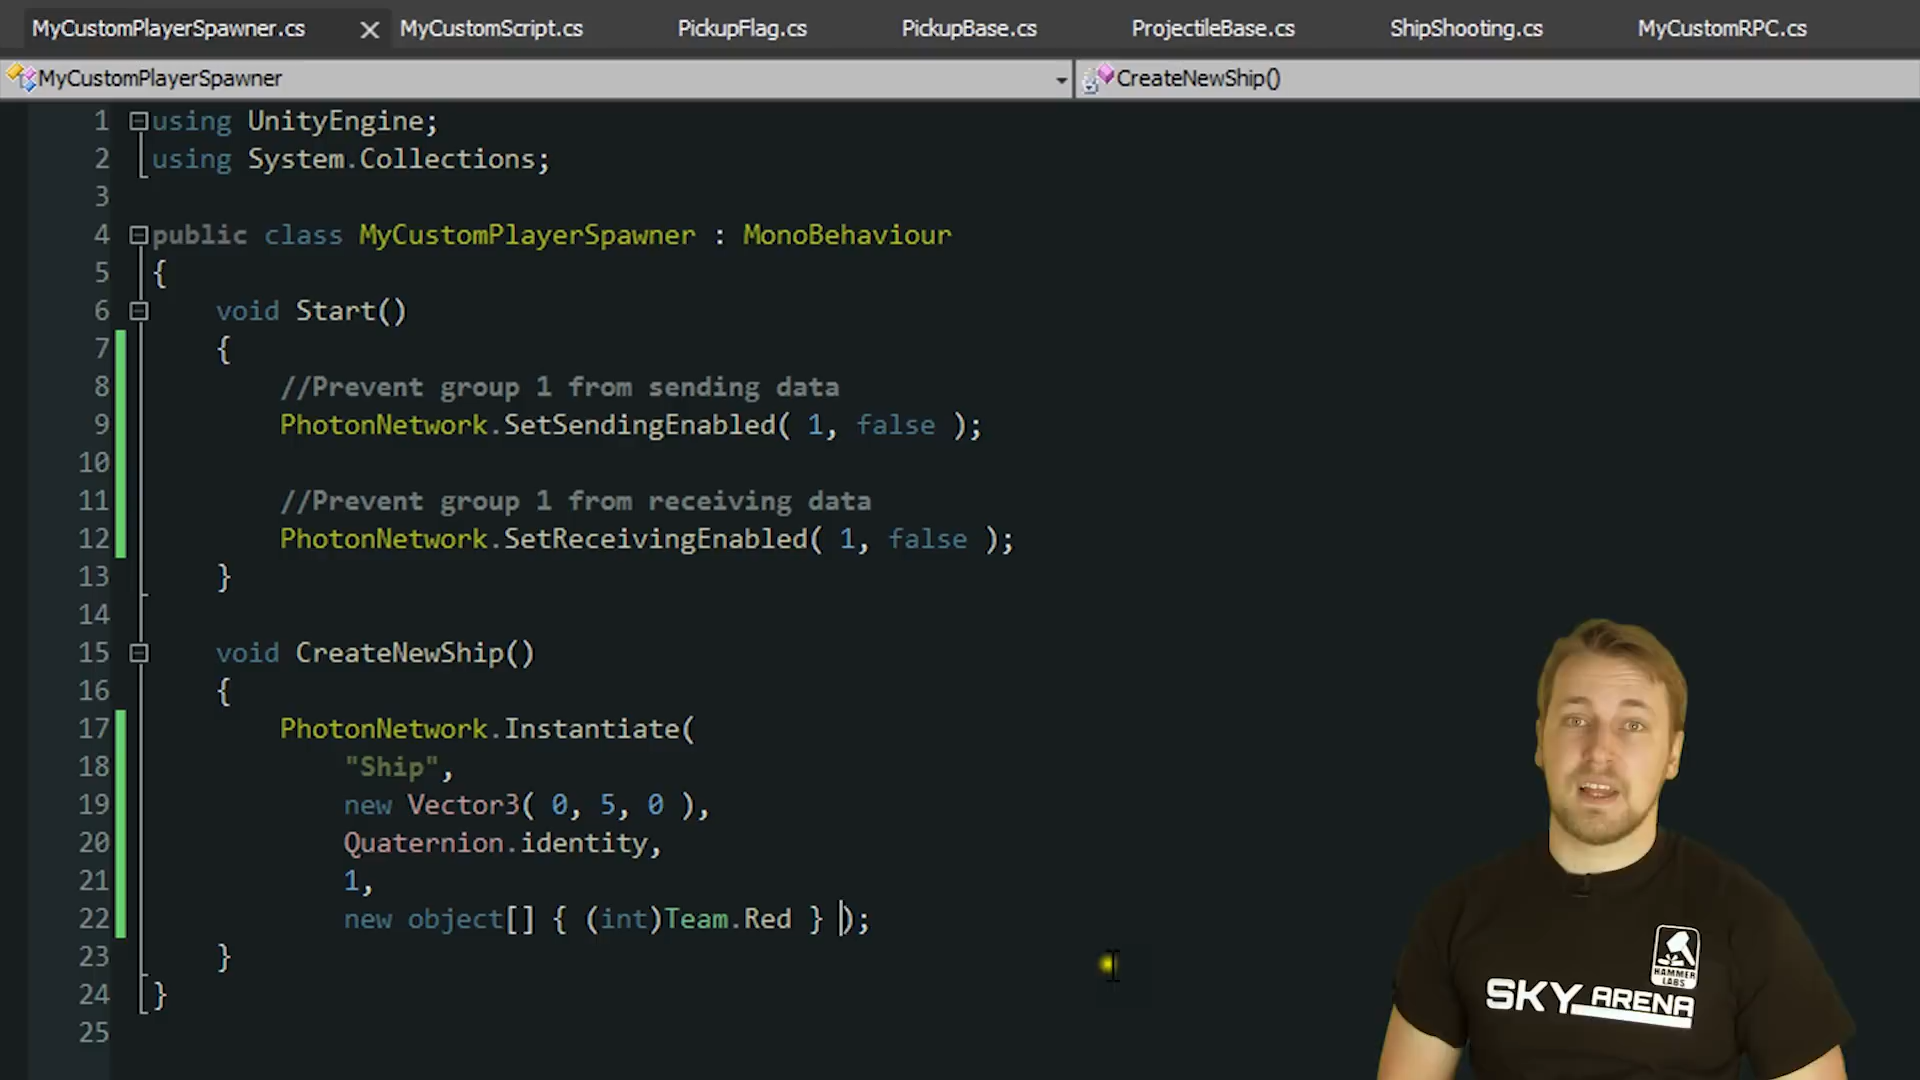 MyCustomPlayerSpawner.cs
MyCustomScript.cs
PickupFlag.cs
PickupBase.cs
ProjectileBase.cs
ShipShooting.cs
MyCustomRPC.cs
MyCustomPlayerSpawner
CreateNewShip()
1 using UnityEngine;
2 using System.Collections;
3
4 public class MyCustomPlayerSpawner : MonoBehaviour
5 {
6 void Start()
7 {
8 //Prevent group 1 from sending data
9 PhotonNetwork.SetSendingEnabled( 1, false );
10
11 //Prevent group 1 from receiving data
12 PhotonNetwork.SetReceivingEnabled( 1, false );
13 }
14
15 void CreateNewShip()
16 {
17 PhotonNetwork.Instantiate(
18 "Ship",
19 new Vector3( 0, 5, 0 ),
20 Quaternion.identity,
21 1,
22 new object[] { (int)Team.Red } );
23 }
24 }
25
HAMMER
LABS
SKY ARENA